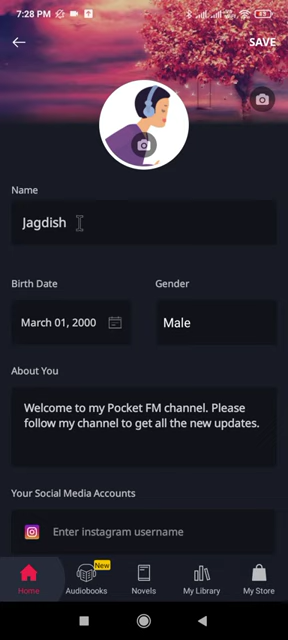 7:28 PM
SAVE
Name
Jagdish
Birth Date
Gender
March 01, 2000
Male
About You
Welcome to my Pocket FM channel. Please
follow my channel to get all the new updates.
Your Social Media Accounts
Enter instagram username
New
Home
Audiobooks
Novels
My Library
My Store